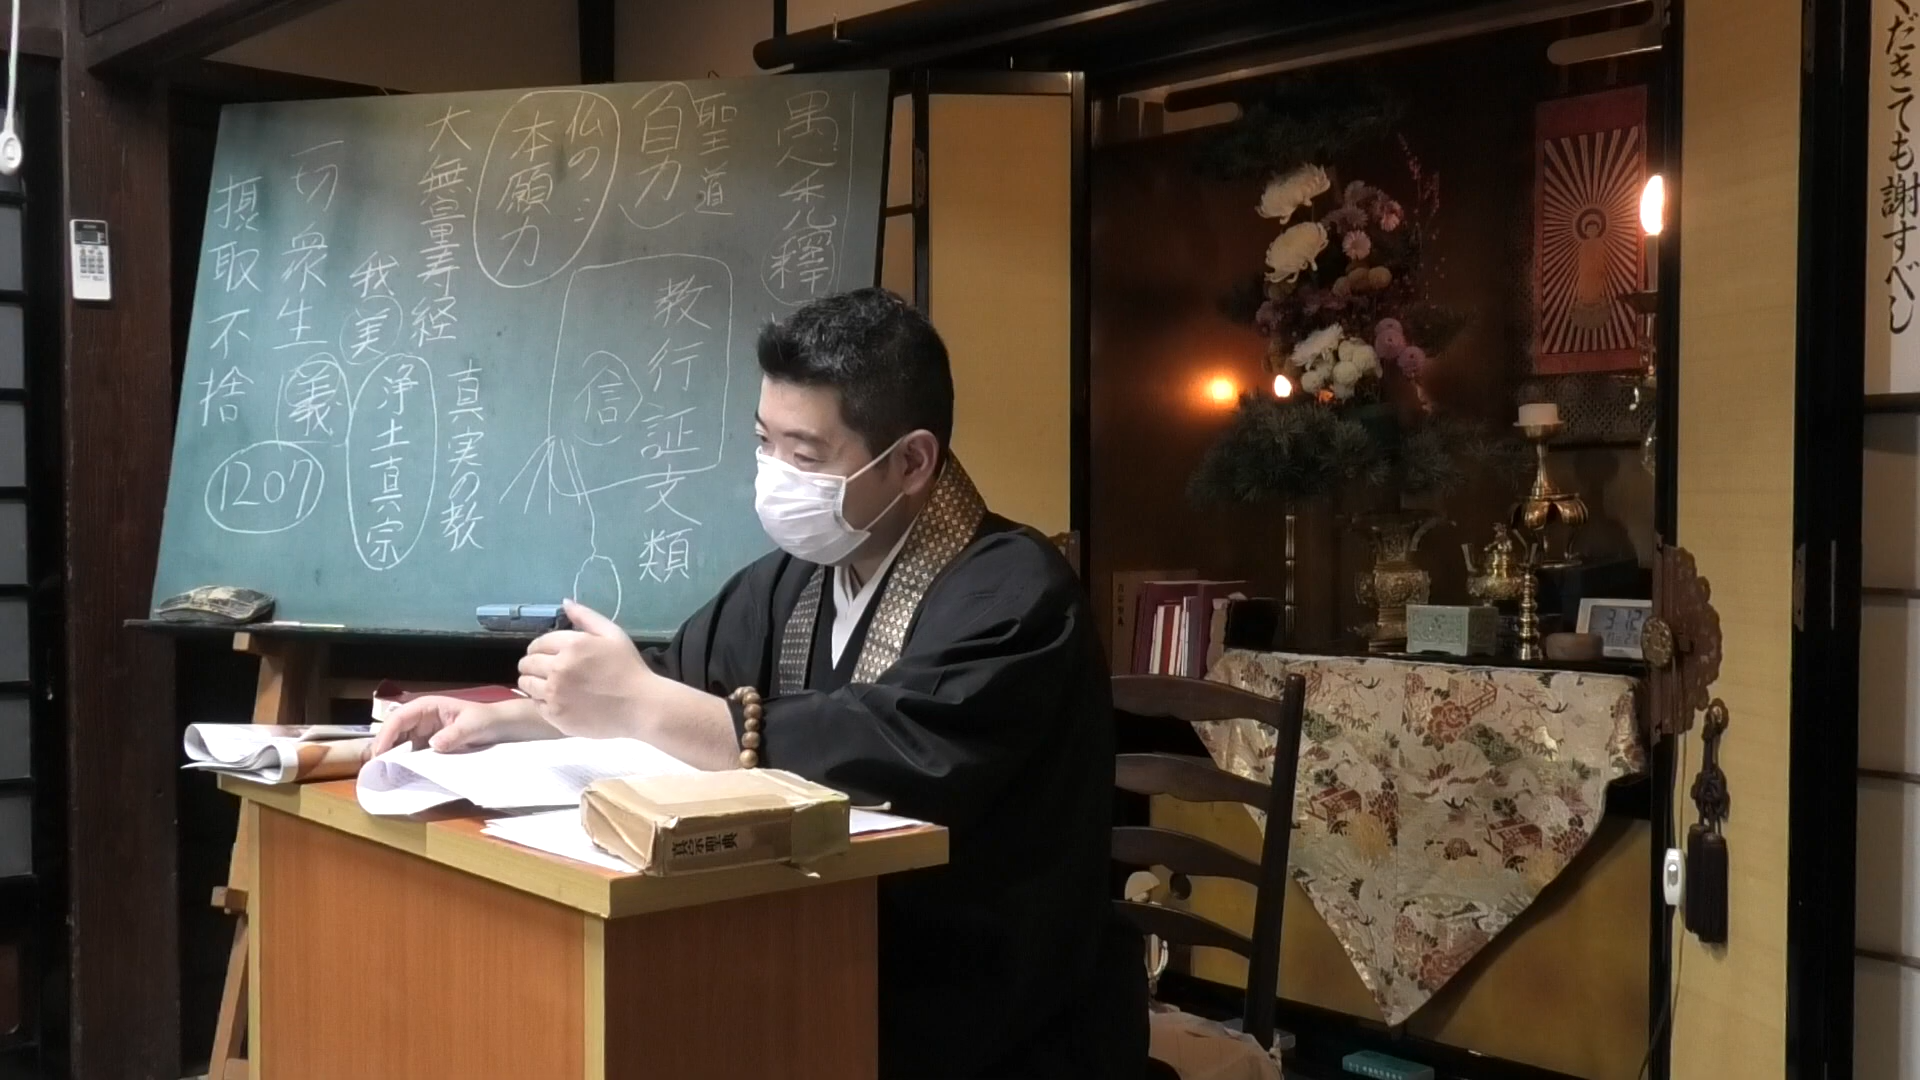 愚禿釋
聖道
自力
仏の
本願力
教行証文類
信
大無量寿経
真実の教
浄土真宗
我
美
一切衆生
義
摂取不捨
1207
真宗聖典
だきても謝すべし